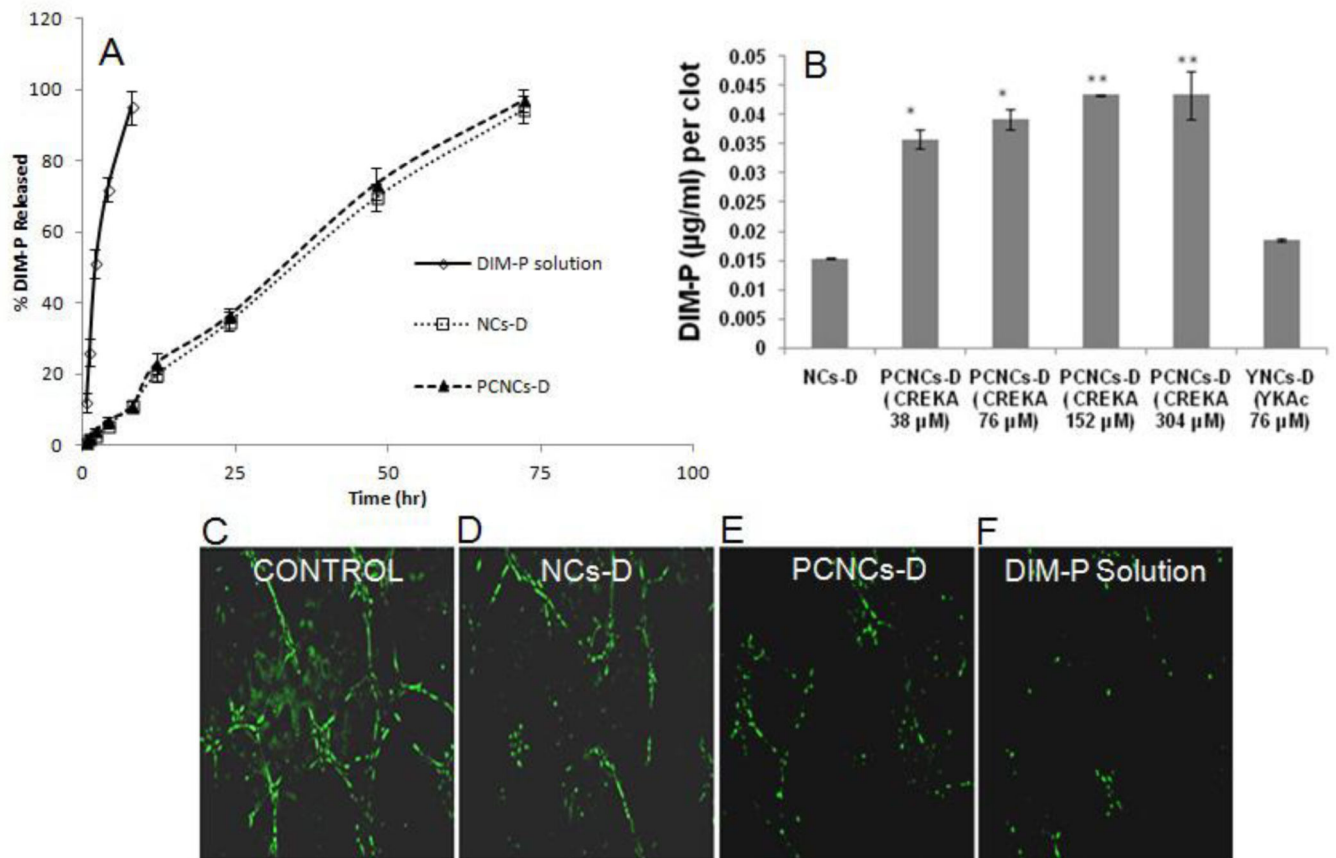 A
120
100
80
60
40
20
0
% DIM-P Released
0
25
50
75
100
Time (hr)
DIM-P solution
NCs-D
PCNCs-D
B
DIM-P (µg/ml) per clot
0.05
0.045
0.04
0.035
0.03
0.025
0.02
0.015
0.01
0.005
0
*
*
**
**
NCs-D
PCNCs-D
( CREKA
38 µM)
PCNCs-D
( CREKA
76 µM)
PCNCs-D
( CREKA
152 µM)
PCNCs-D
( CREKA
304 µM)
YNCs-D
(YKAc
76 µM)
C
CONTROL
D
NCs-D
E
PCNCs-D
F
DIM-P Solution